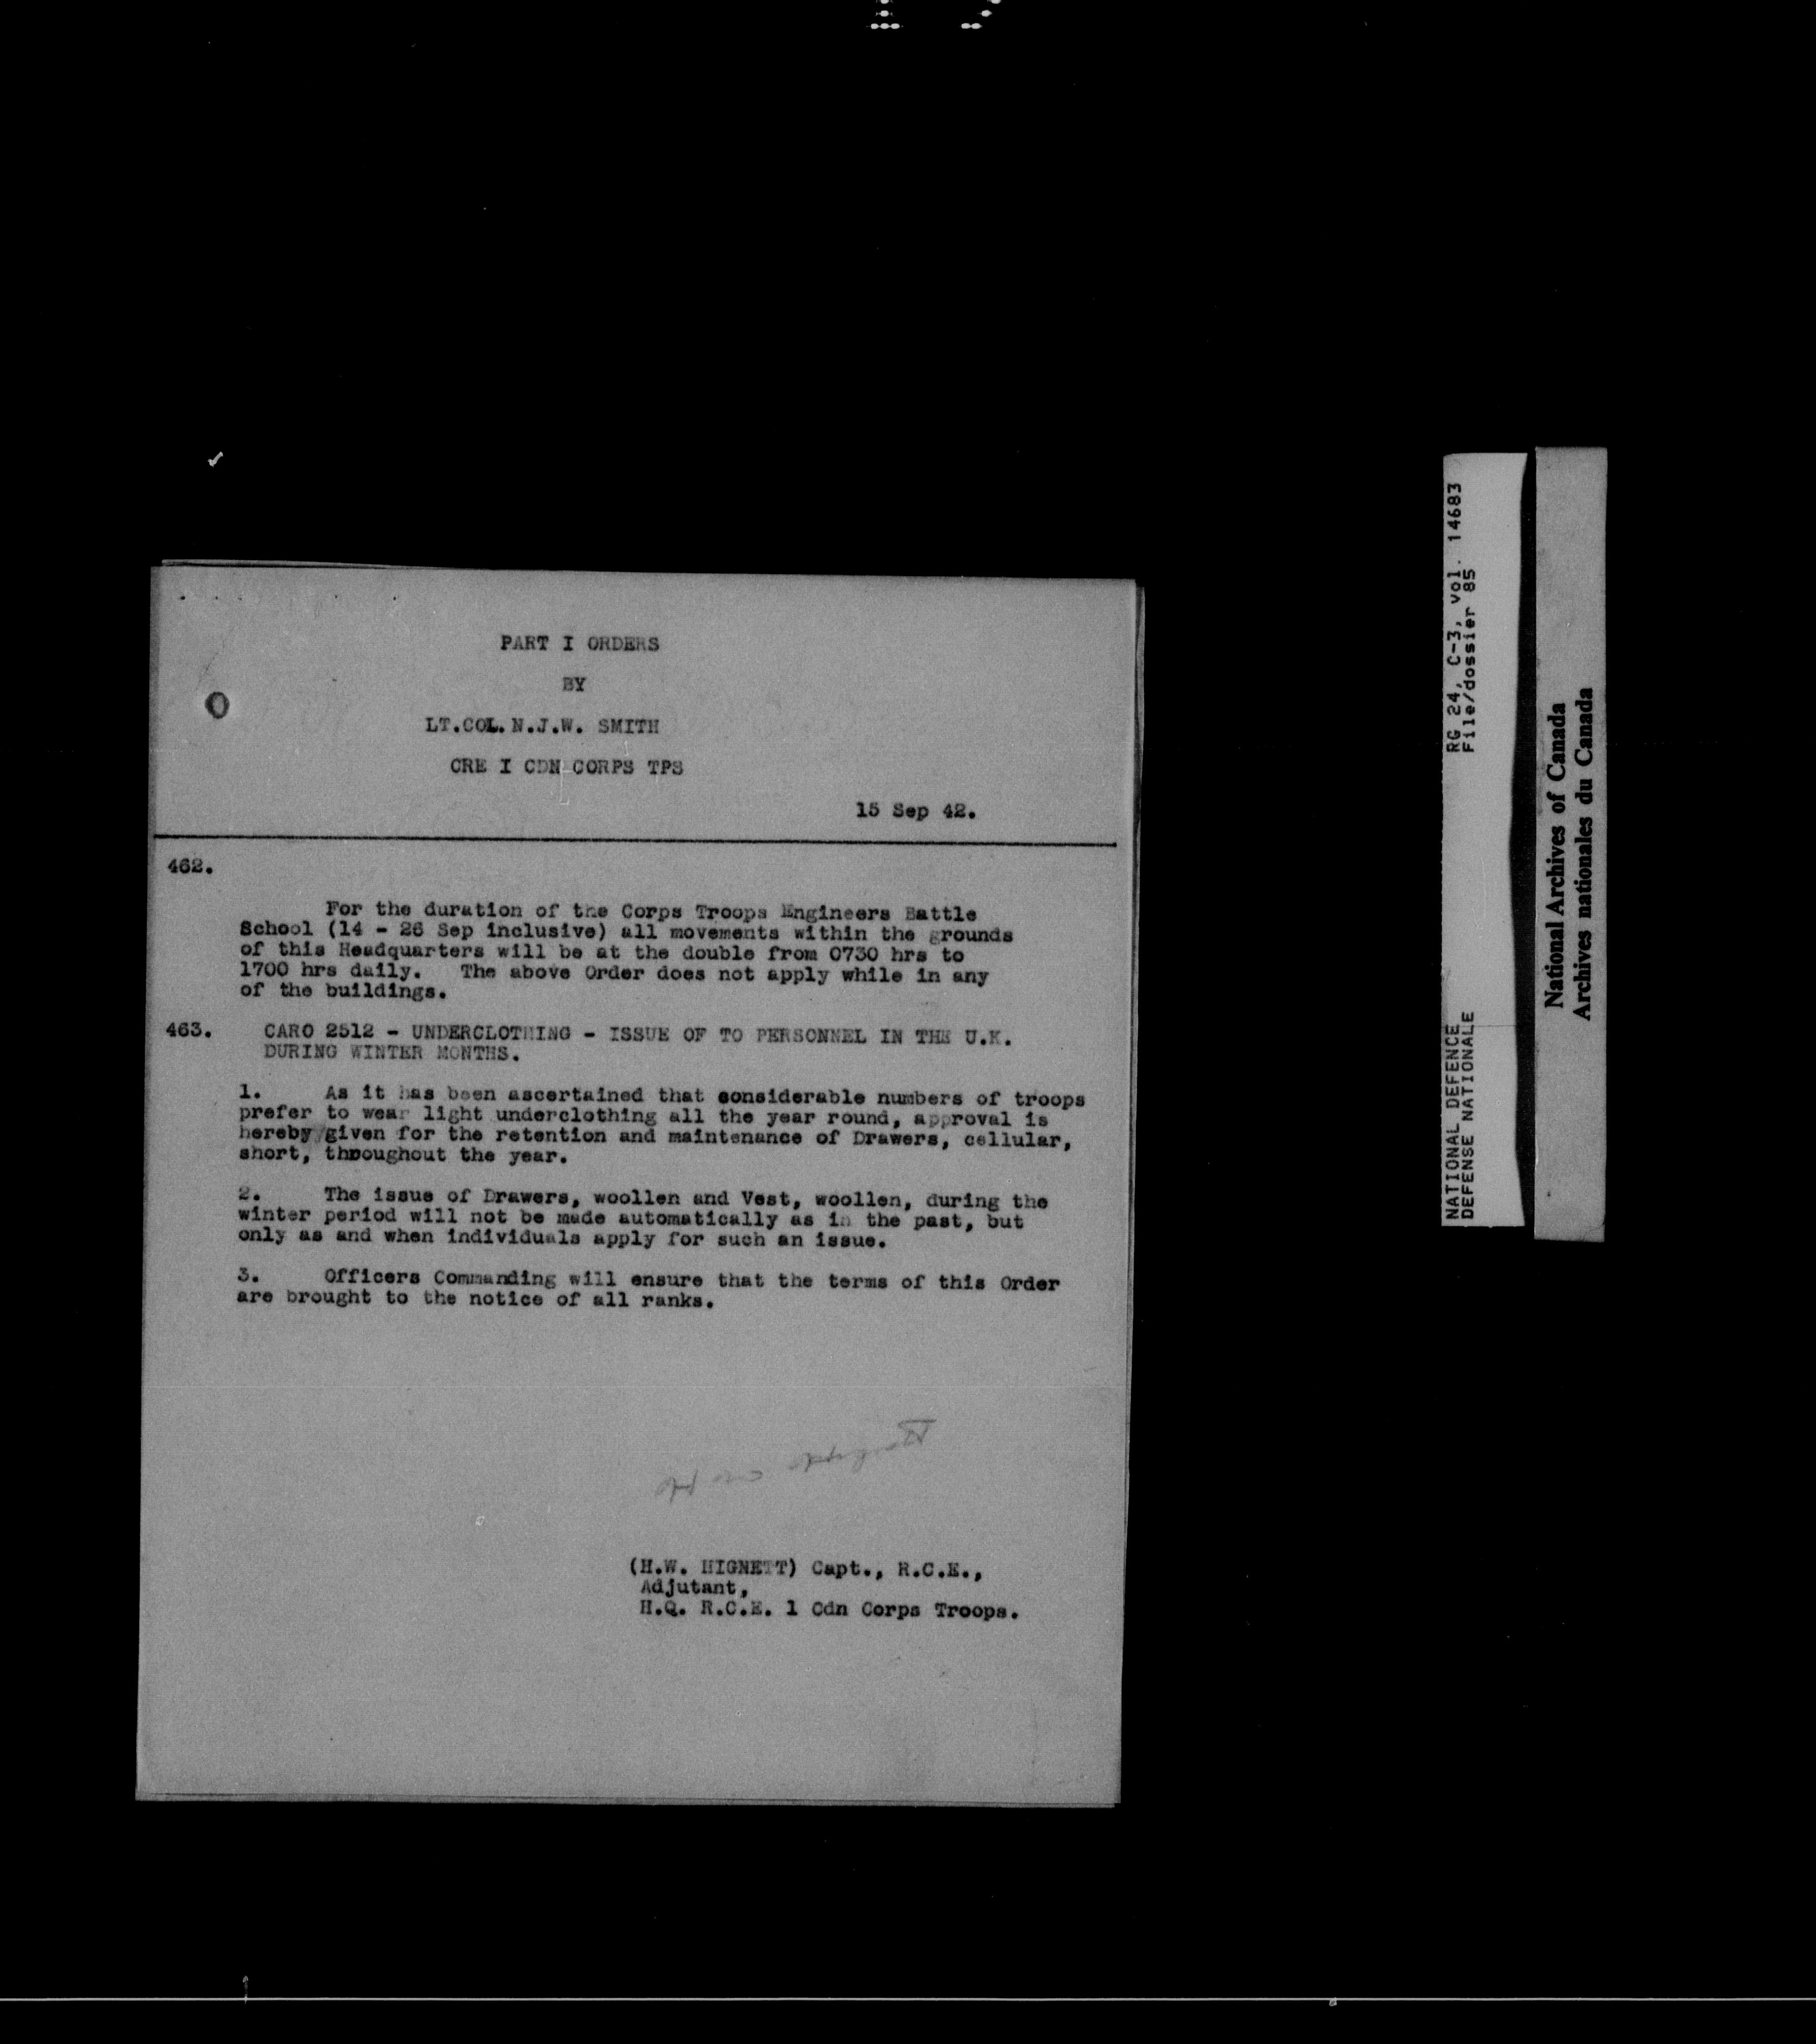 PART I ORDERS
BY
LT.COL. N.J.W. SMITH
CRE I CDN CORPS TPS
15 Sep 42.
462.
For the duration of the Corps Troops Engineers Battle
School (14 - 26 Sep inclusive) all movements within the grounds
of this Headquarters will be at the double from 0730 hrs to
1700 hrs daily. The above Order does not apply while in any
of the buildings.
463. CARO 2512 - UNDERCLOTHING - ISSUE OF TO PERSONNEL IN THE U.K.
DURING WINTER MONTHS.
1. As it has been ascertained that considerable numbers of troops
prefer to wear light underclothing all the year round, approval is
hereby/given for the retention and maintenance of Drawers, cellular,
short, throughout the year.
2. The issue of Drawers, woollen and Vest, woollen, during the
winter period will not be made automatically as in the past, but
only as and when individuals apply for such an issue.
3. Officers Commanding will ensure that the terms of this Order
are brought to the notice of all ranks.
H W Hignett
(H.W. HIGNETT) Capt., R.C.E.,
Adjutant,
H.Q. R.C.E. 1 Cdn Corps Troops.
RG 24, C-3, vol. 14683
File/dossier 85
NATIONAL DEFENCE
DEFENSE NATIONALE
National Archives of Canada
Archives nationales du Canada